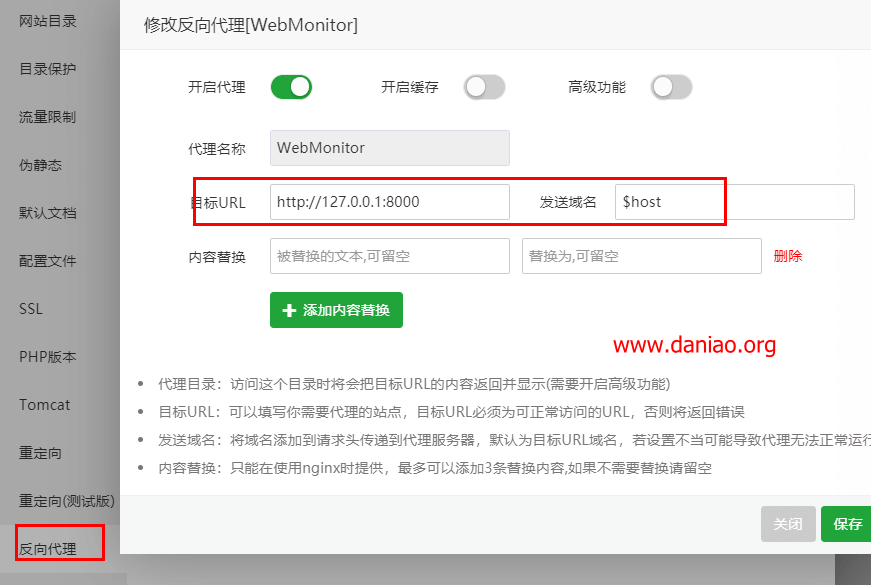 网站目录
目录保护
流量限制
伪静态
默认文档
配置文件
SSL
PHP版本
Tomcat
重定向
重定向(测试版)
反向代理
修改反向代理[WebMonitor]
开启代理 开启缓存 高级功能
代理名称 WebMonitor
目标URL http://127.0.0.1:8000 发送域名 $host
内容替换 被替换的文本,可留空 替换为,可留空 删除
添加内容替换
www.daniao.org
代理目录：访问这个目录时将会把目标URL的内容返回并显示(需要开启高级功能)
目标URL：可以填写你需要代理的站点，目标URL必须为可正常访问的URL，否则将返回错误
发送域名：将域名添加到请求头传递到代理服务器，默认为目标URL域名，若设置不当可能导致代理无法正常运行
内容替换：只能在使用nginx时提供，最多可以添加3条替换内容,如果不需要替换请留空
关闭 保存